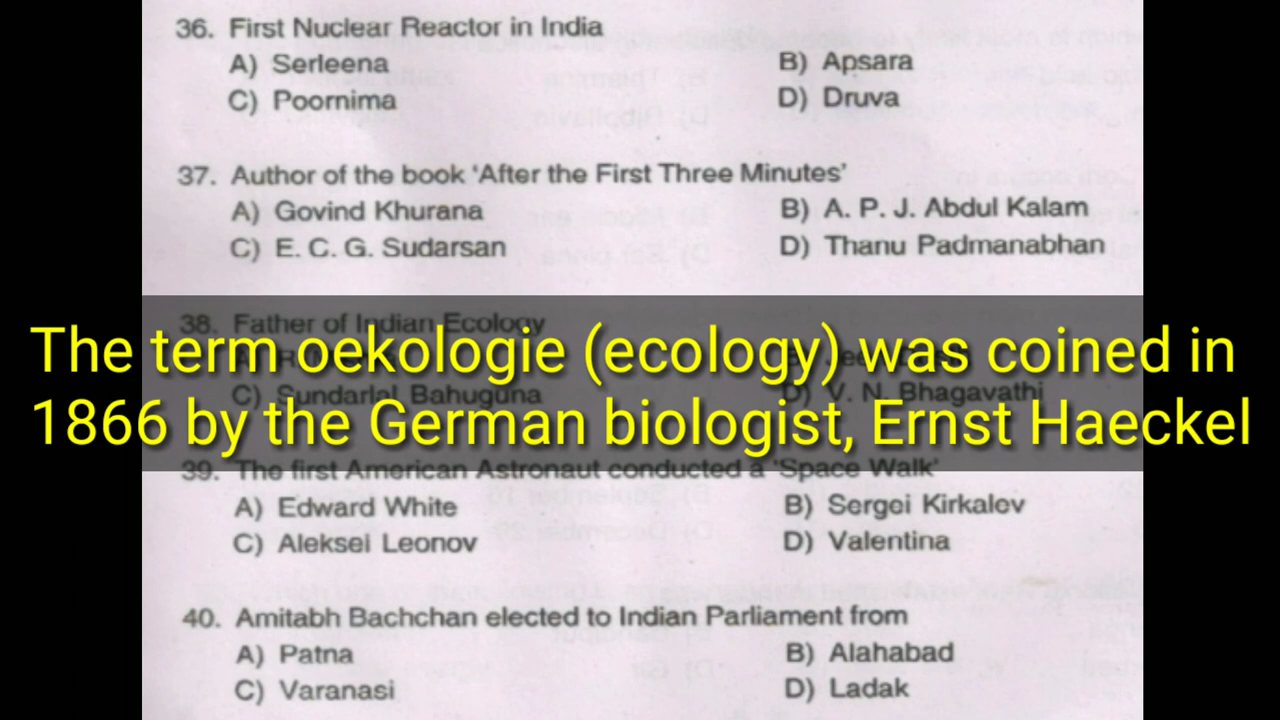 36. First Nuclear Reactor in India
A) Serleena
B) Apsara
C) Poornima
D) Druva
37. Author of the book 'After the First Three Minutes'
A) Govind Khurana
B) A. P. J. Abdul Kalam
C) E. C. G. Sudarsan
D) Thanu Padmanabhan
38. Father of Indian Ecology
The term oekologie (ecology) was coined in
C) Sundarlal Bahuguna
D) V. N. Bhagavathi
1866 by the German biologist, Ernst Haeckel
39. The first American Astronaut conducted a 'Space Walk'
A) Edward White
B) Sergei Kirkalev
C) Aleksei Leonov
D) Valentina
40. Amitabh Bachchan elected to Indian Parliament from
A) Patna
B) Alahabad
C) Varanasi
D) Ladak